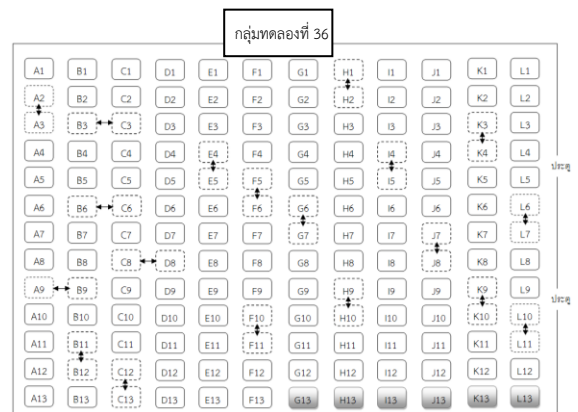 กลุ่มทดลองที่ 36
A1 B1 C1 D1 E1 F1 G1 H1 I1 J1 K1 L1
A2 B2 C2 D2 E2 F2 G2 H2 I2 J2 K2 L2
A3 B3 C3 D3 E3 F3 G3 H3 I3 J3 K3 L3
A4 B4 C4 D4 E4 F4 G4 H4 I4 J4 K4 L4
ประตู
A5 B5 C5 D5 E5 F5 G5 H5 I5 J5 K5 L5
A6 B6 C6 D6 E6 F6 G6 H6 I6 J6 K6 L6
A7 B7 C7 D7 E7 F7 G7 H7 I7 J7 K7 L7
A8 B8 C8 D8 E8 F8 G8 H8 I8 J8 K8 L8
A9 B9 C9 D9 E9 F9 G9 H9 I9 J9 K9 L9
ประตู
A10 B10 C10 D10 E10 F10 G10 H10 I10 J10 K10 L10
A11 B11 C11 D11 E11 F11 G11 H11 I11 J11 K11 L11
A12 B12 C12 D12 E12 F12 G12 H12 I12 J12 K12 L12
A13 B13 C13 D13 E13 F13 G13 H13 I13 J13 K13 L13